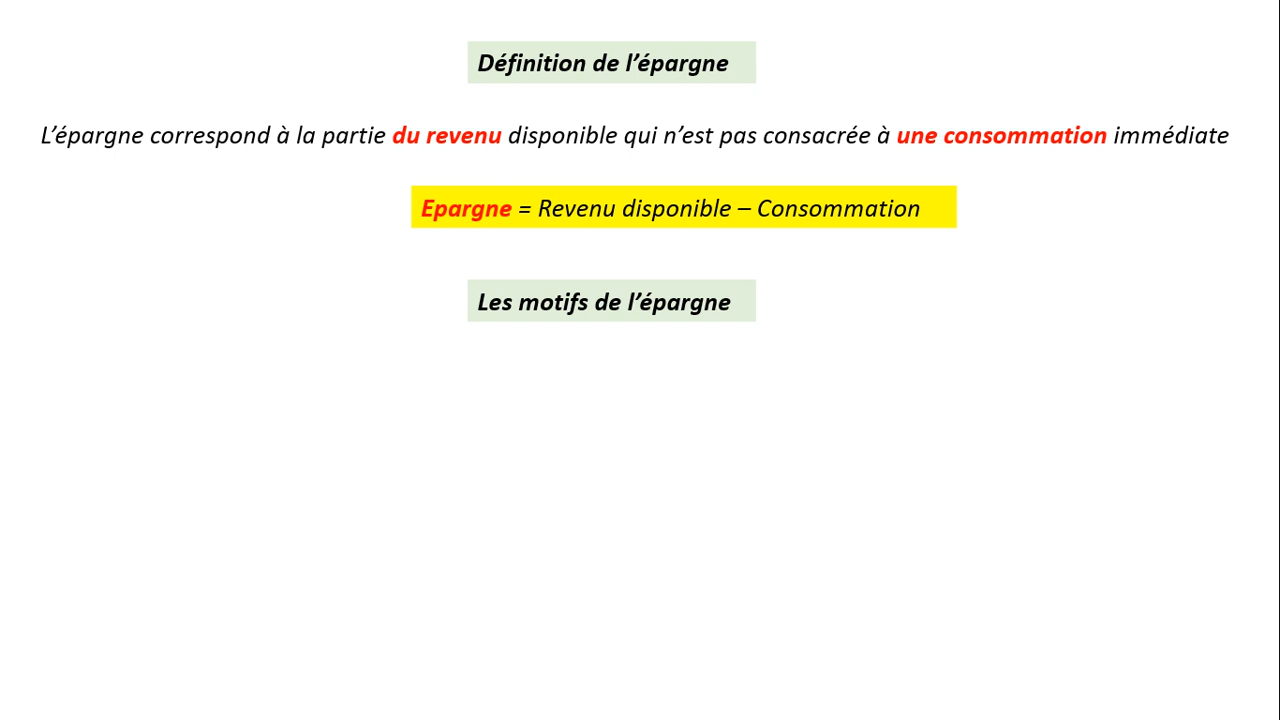 Définition de l’épargne
L’épargne correspond à la partie du revenu disponible qui n’est pas consacrée à une consommation immédiate
Epargne = Revenu disponible – Consommation
Les motifs de l’épargne